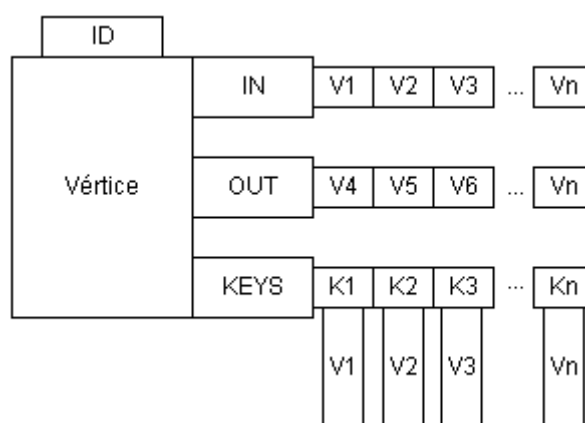 ID
IN V1 V2 V3 ... Vn
Vértice OUT V4 V5 V6 ... Vn
KEYS K1 K2 K3 ... Kn
V1 V2 V3 Vn